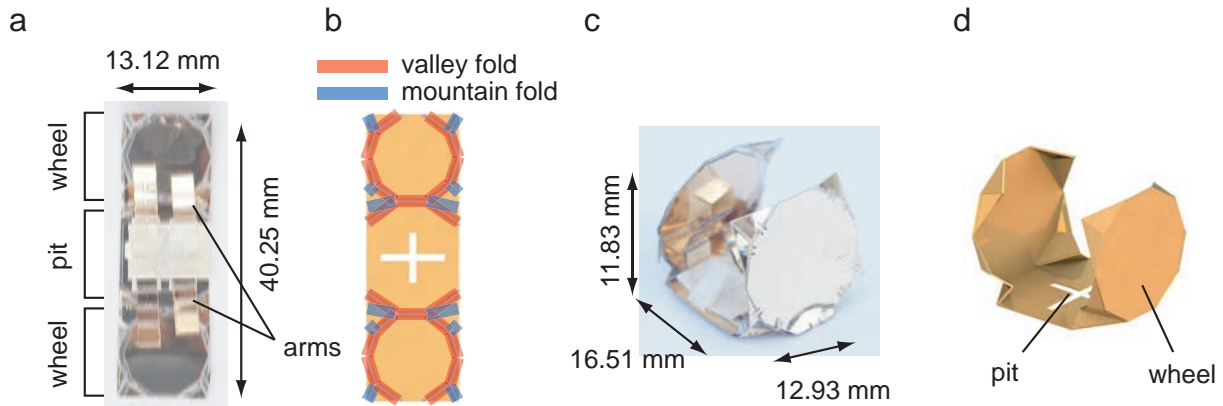 a
13.12 mm
wheel
pit
wheel
40.25 mm
arms
b
valley fold
mountain fold
c
11.83 mm
16.51 mm
12.93 mm
d
pit
wheel